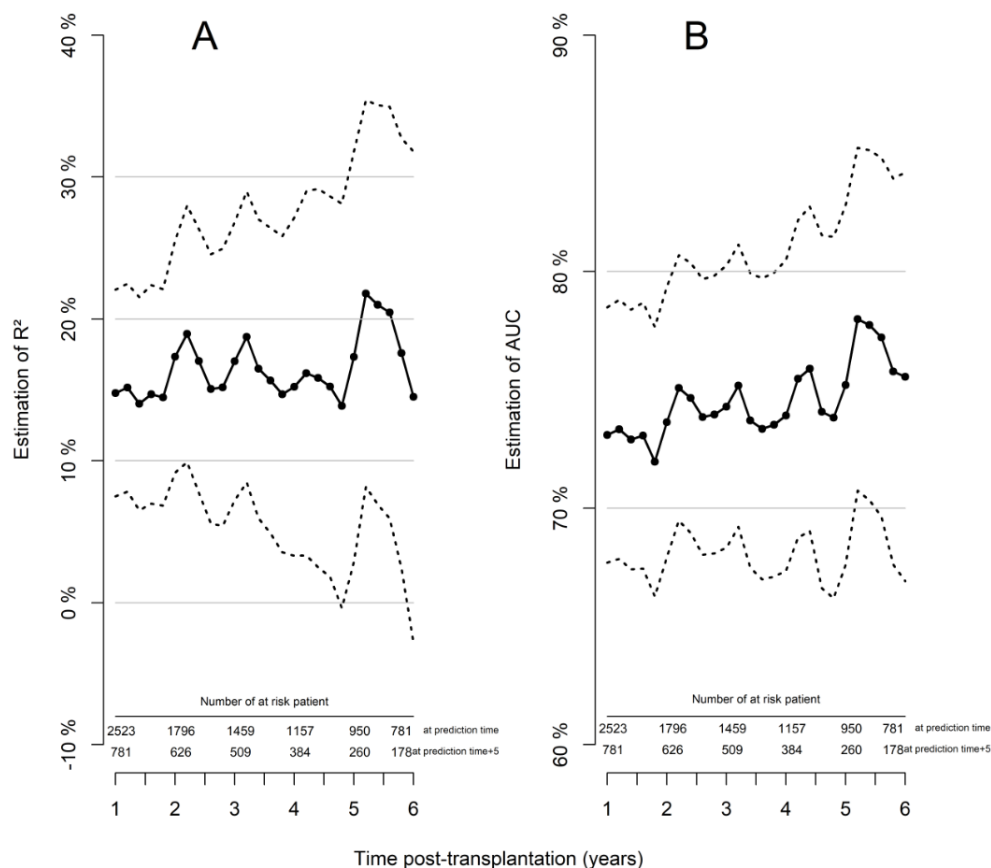 A
Estimation of R²
40 %
30 %
20 %
10 %
0 %
-10 %
Number of at risk patient
2523 1796 1459 1157 950 781 at prediction time
781 626 509 384 260 178 at prediction time+5
1 2 3 4 5 6
B
Estimation of AUC
90 %
80 %
70 %
60 %
Number of at risk patient
2523 1796 1459 1157 950 781 at prediction time
781 626 509 384 260 178 at prediction time+5
1 2 3 4 5 6
Time post-transplantation (years)